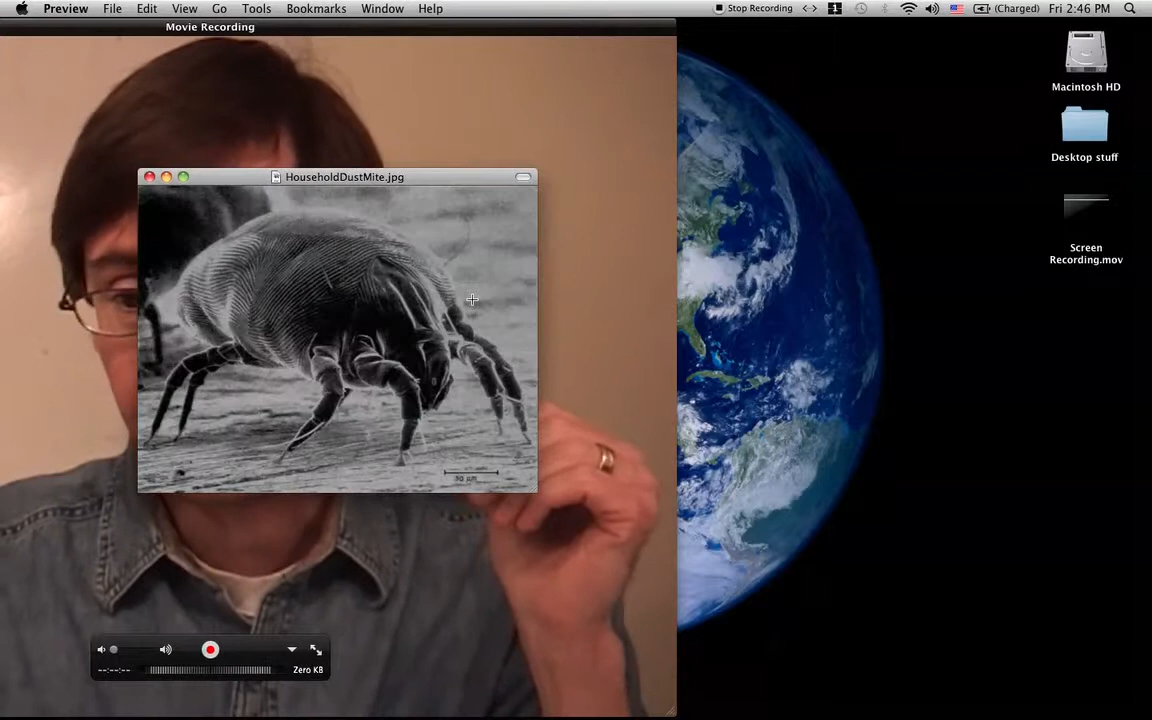 Preview File Edit View Go Tools Bookmarks Window Help
Stop Recording 1 (Charged) Fri 2:46 PM
Movie Recording
Macintosh HD
Desktop stuff
HouseholdDustMite.jpg
Screen
Recording.mov
--:--:-- Zero KB